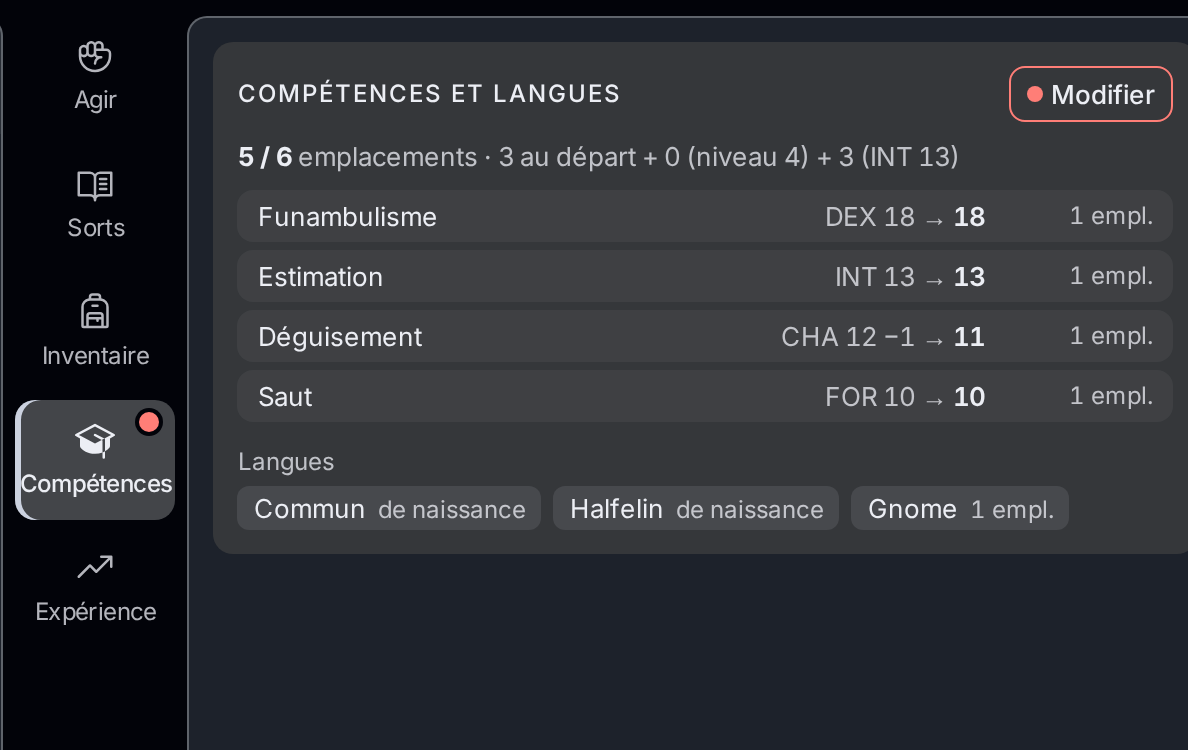 Agir
Sorts
Inventaire
Compétences
Expérience
COMPÉTENCES ET LANGUES
Modifier
5 / 6 emplacements · 3 au départ + 0 (niveau 4) + 3 (INT 13)
Funambulisme DEX 18 → 18 1 empl.
Estimation INT 13 → 13 1 empl.
Déguisement CHA 12 −1 → 11 1 empl.
Saut FOR 10 → 10 1 empl.
Langues
Commun de naissance Halfelin de naissance Gnome 1 empl.